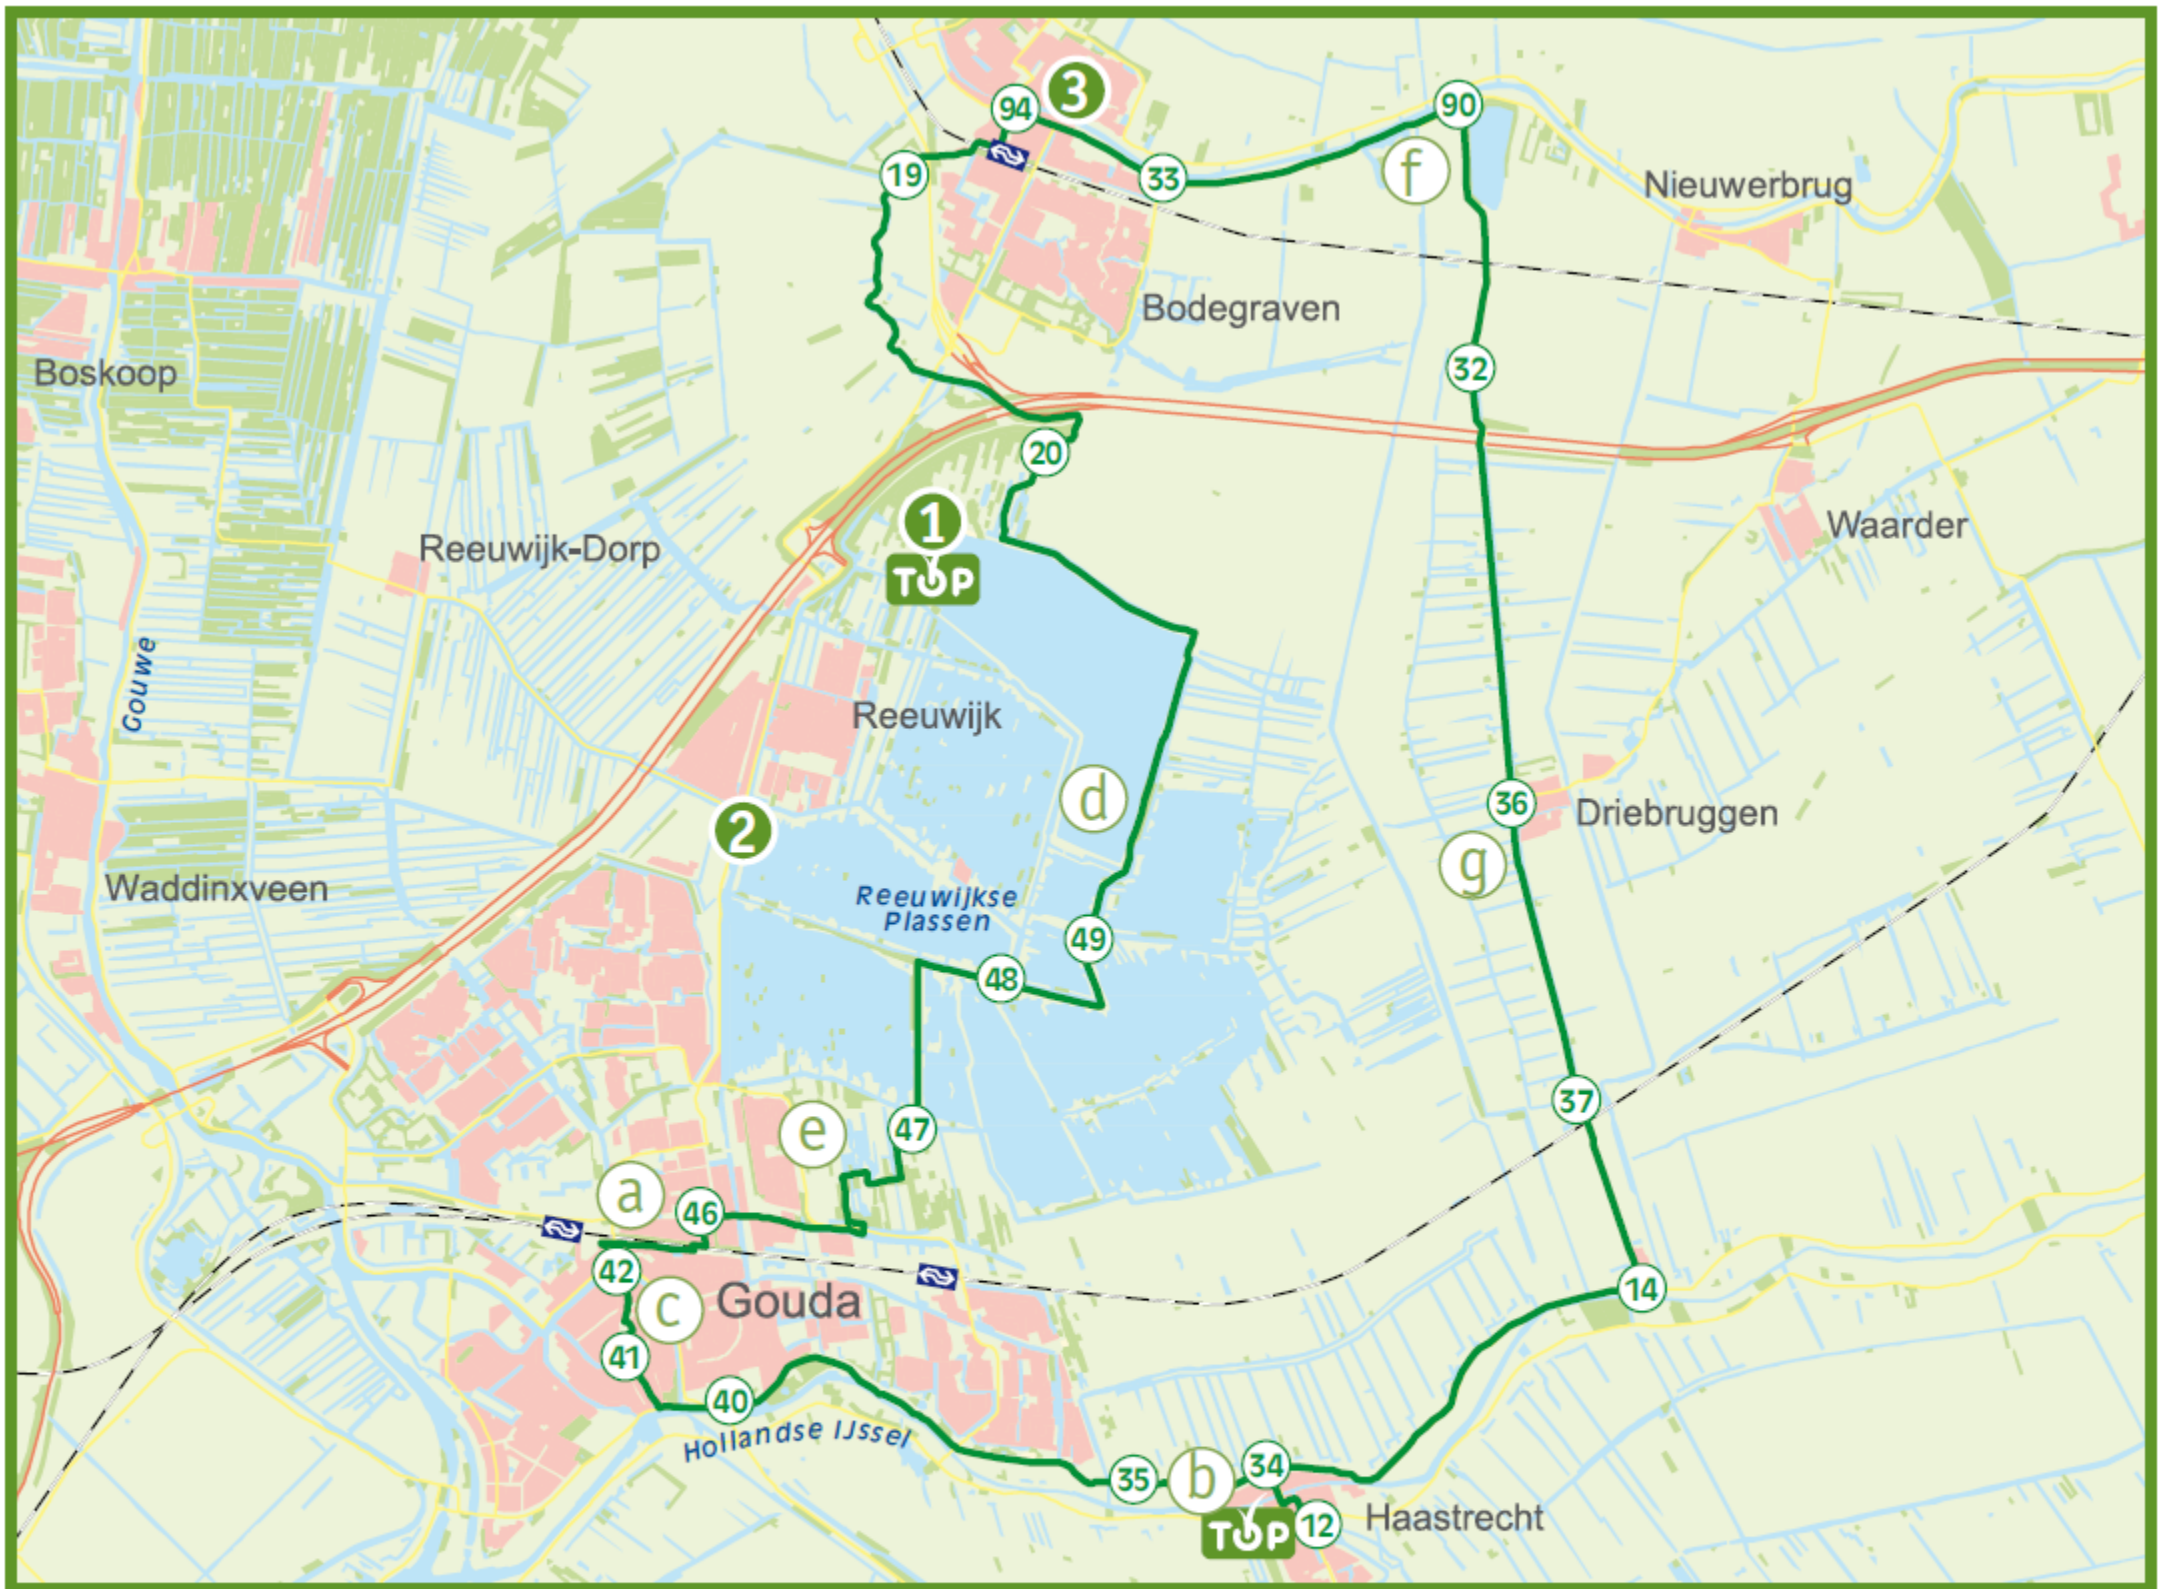 3
94
90
19
33
f
Nieuwerbrug
Bodegraven
32
Boskoop
20
1
TOP
Waarder
Reeuwijk-Dorp
Gouwe
Reeuwijk
d
36
Driebruggen
2
g
Waddinxveen
Reeuwijkse
Plassen
49
48
37
47
e
a
46
42
Gouda
c
14
41
40
Hollandse IJssel
34
35
b
12
TOP
Haastrecht